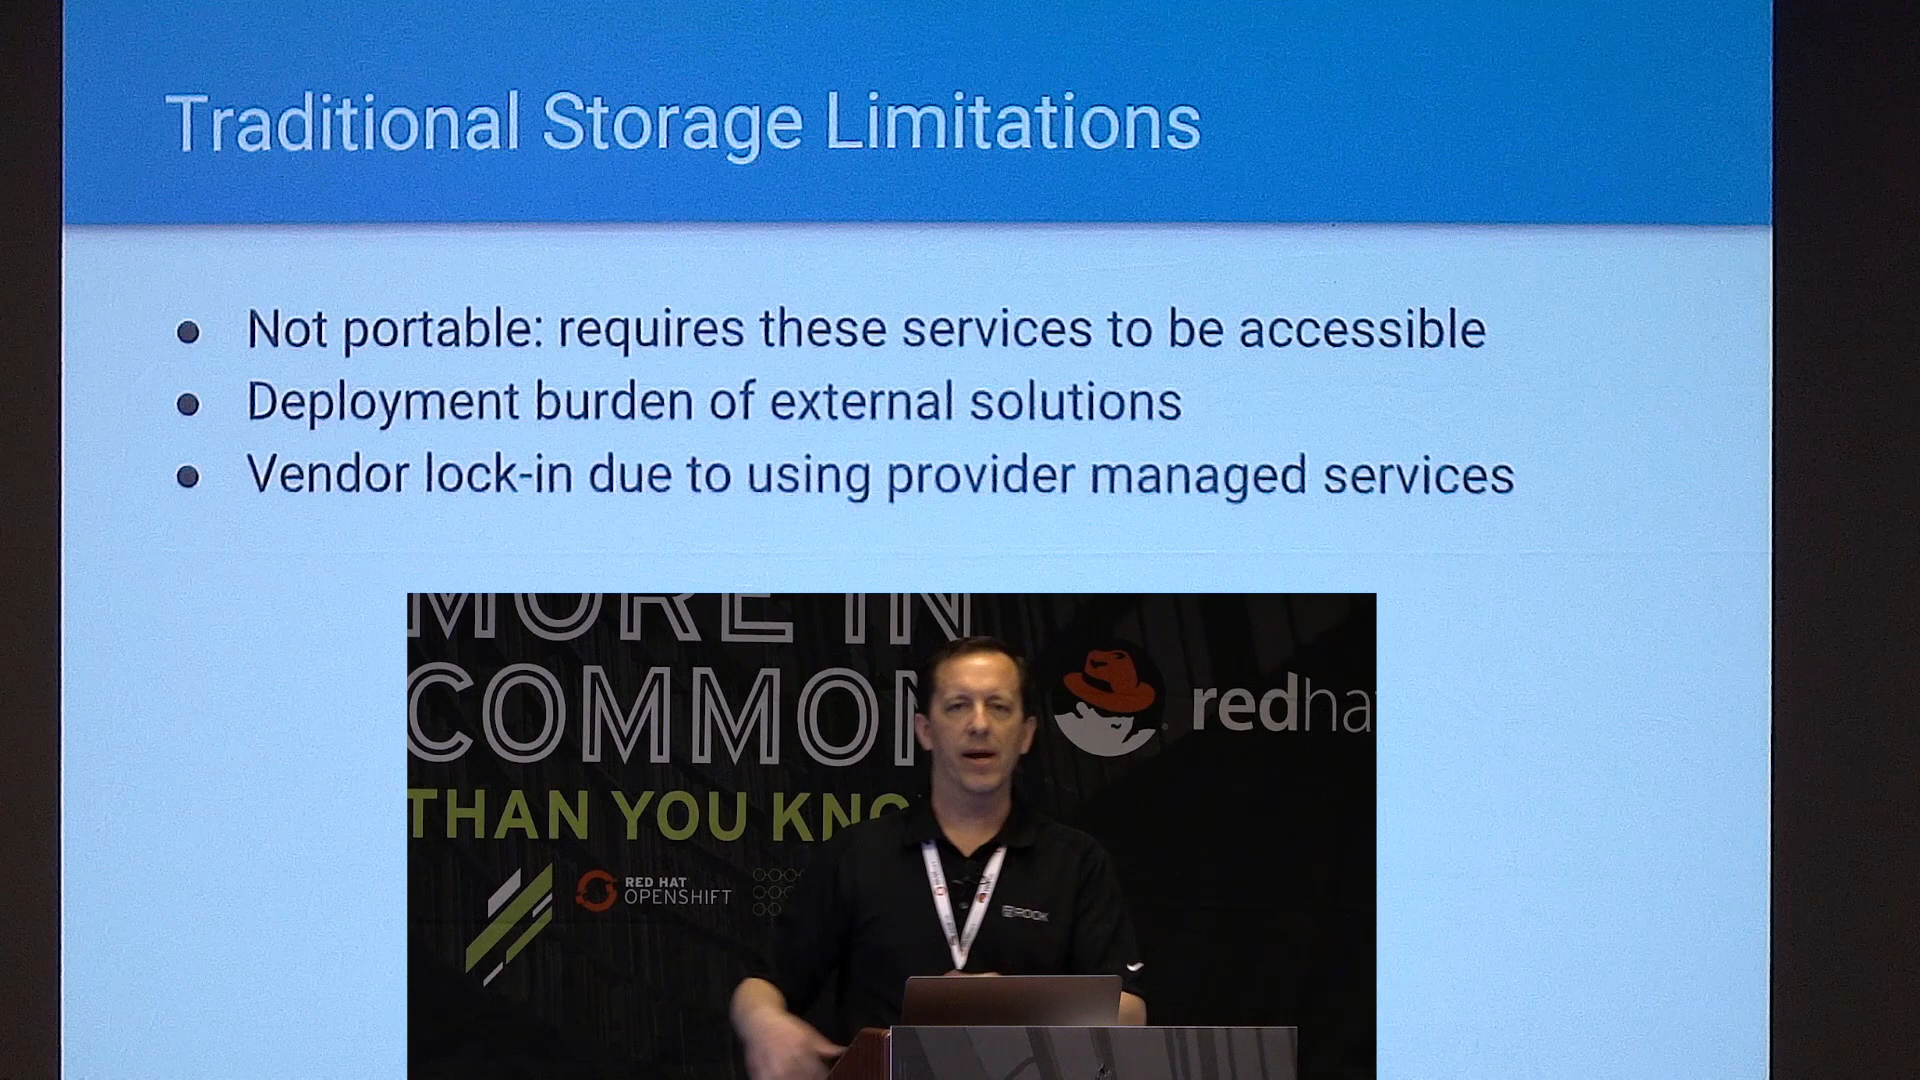 Traditional Storage Limitations
● Not portable: requires these services to be accessible
● Deployment burden of external solutions
● Vendor lock-in due to using provider managed services
MORE IN
COMMON
THAN YOU KNO
redha
RED HAT
OPENSHIFT
ROOK